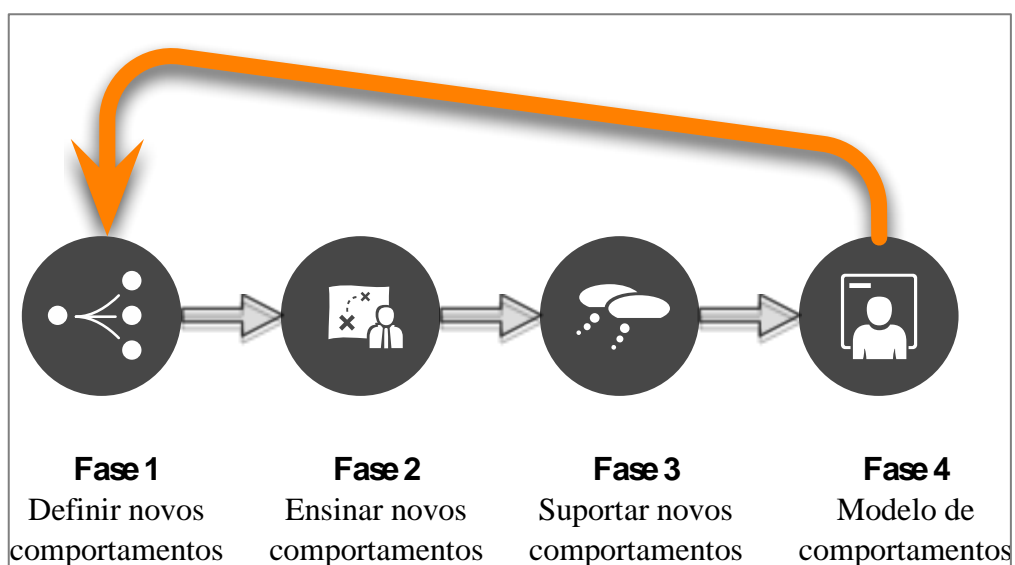 Fase 1
Definir novos
comportamentos
Fase 2
Ensinar novos
comportamentos
Fase 3
Suportar novos
comportamentos
Fase 4
Modelo de
comportamentos